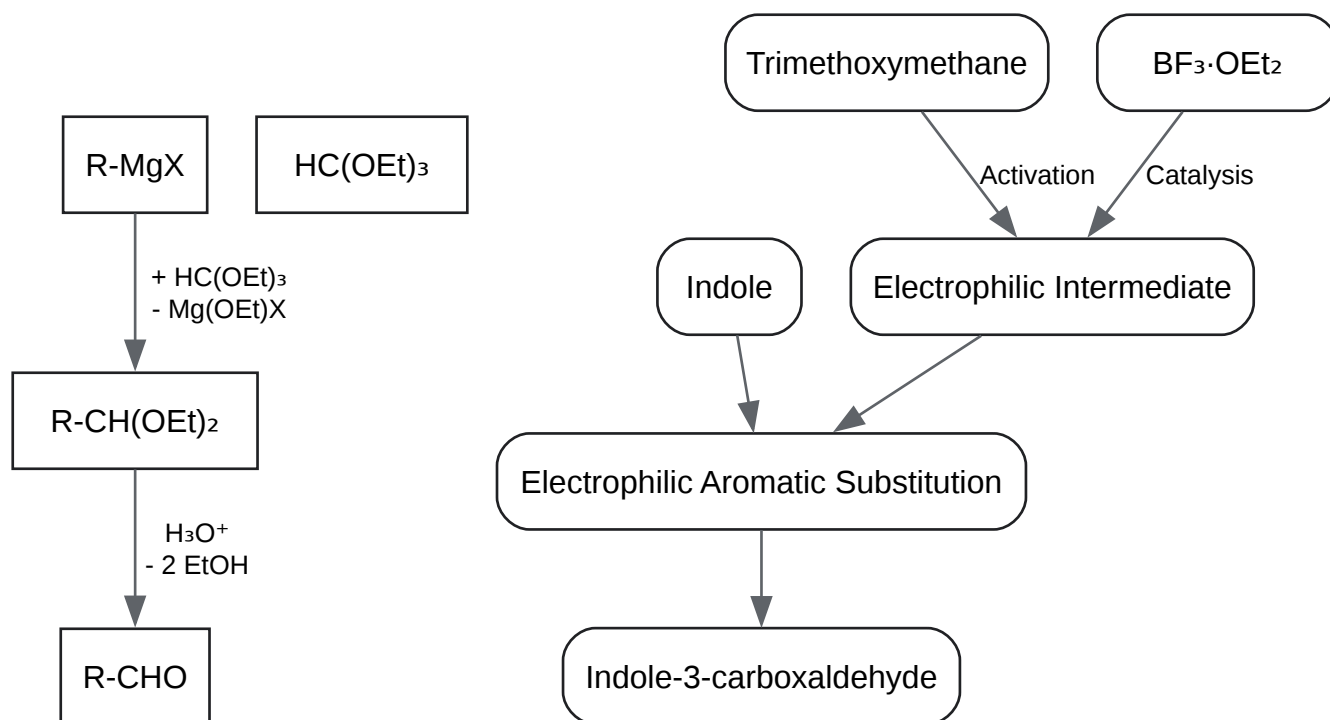 R-MgX
HC(OEt)₃
+ HC(OEt)₃
- Mg(OEt)X
R-CH(OEt)₂
H₃O⁺
- 2 EtOH
R-CHO
Trimethoxymethane
BF₃·OEt₂
Activation
Catalysis
Indole
Electrophilic Intermediate
Electrophilic Aromatic Substitution
Indole-3-carboxaldehyde